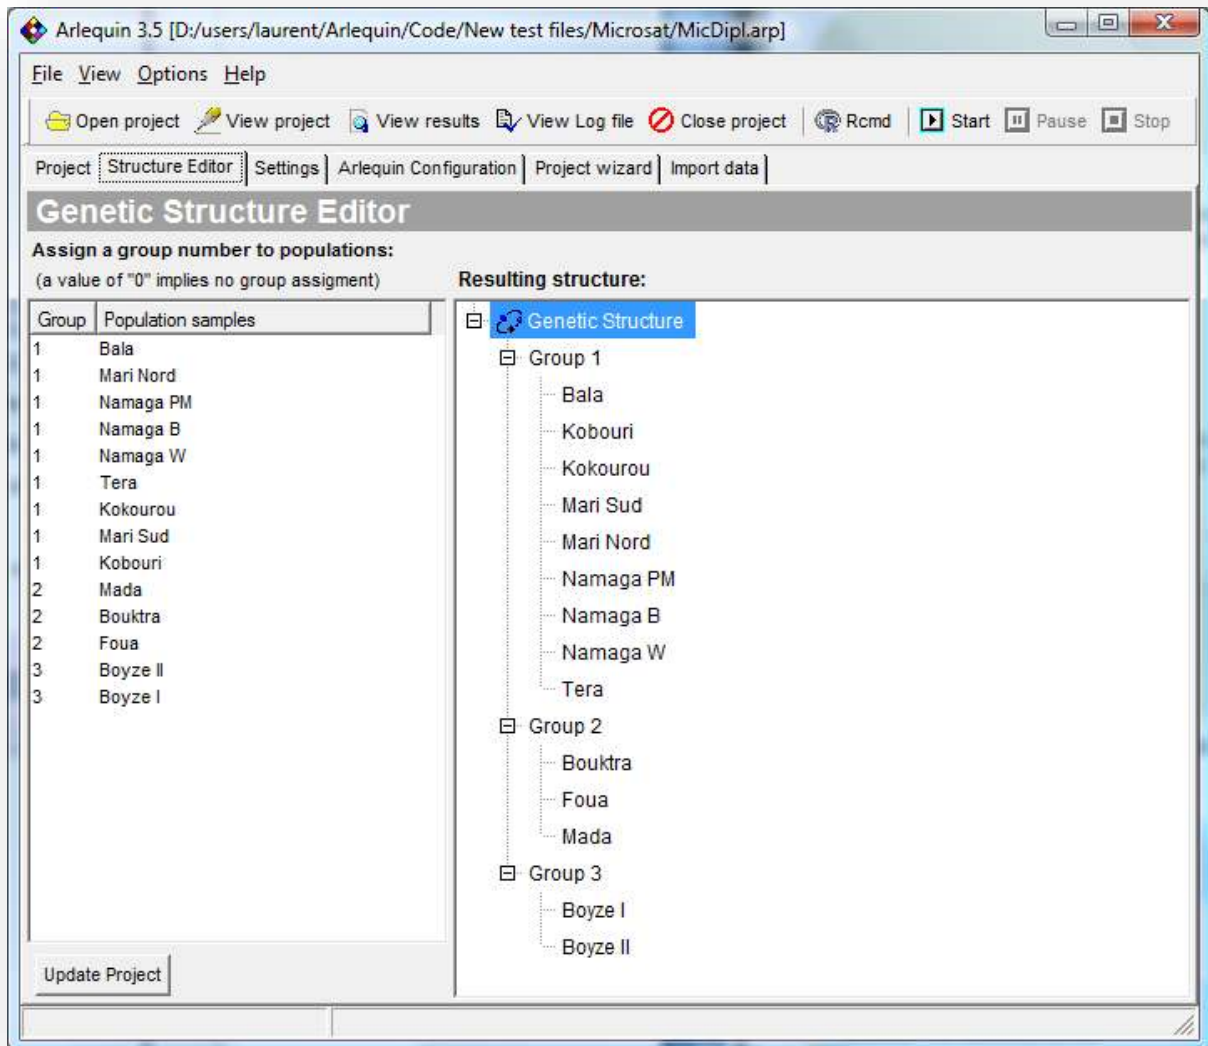 Arlequin 3.5 [D:/users/laurent/Arlequin/Code/New test files/Microsat/MicDipl.arp]
File View Options Help
Open project View project View results View Log file Close project Rcmd Start Pause Stop
Project Structure Editor Settings Arlequin Configuration Project wizard Import data
Genetic Structure Editor
Assign a group number to populations:
(a value of "0" implies no group assigment)
Group Population samples
1 Bala
1 Mari Nord
1 Namaga PM
1 Namaga B
1 Namaga W
1 Tera
1 Kokourou
1 Mari Sud
1 Kobouri
2 Mada
2 Bouktra
2 Foua
3 Boyze II
3 Boyze I
Update Project
Resulting structure:
Genetic Structure
Group 1
Bala
Kobouri
Kokourou
Mari Sud
Mari Nord
Namaga PM
Namaga B
Namaga W
Tera
Group 2
Bouktra
Foua
Mada
Group 3
Boyze I
Boyze II